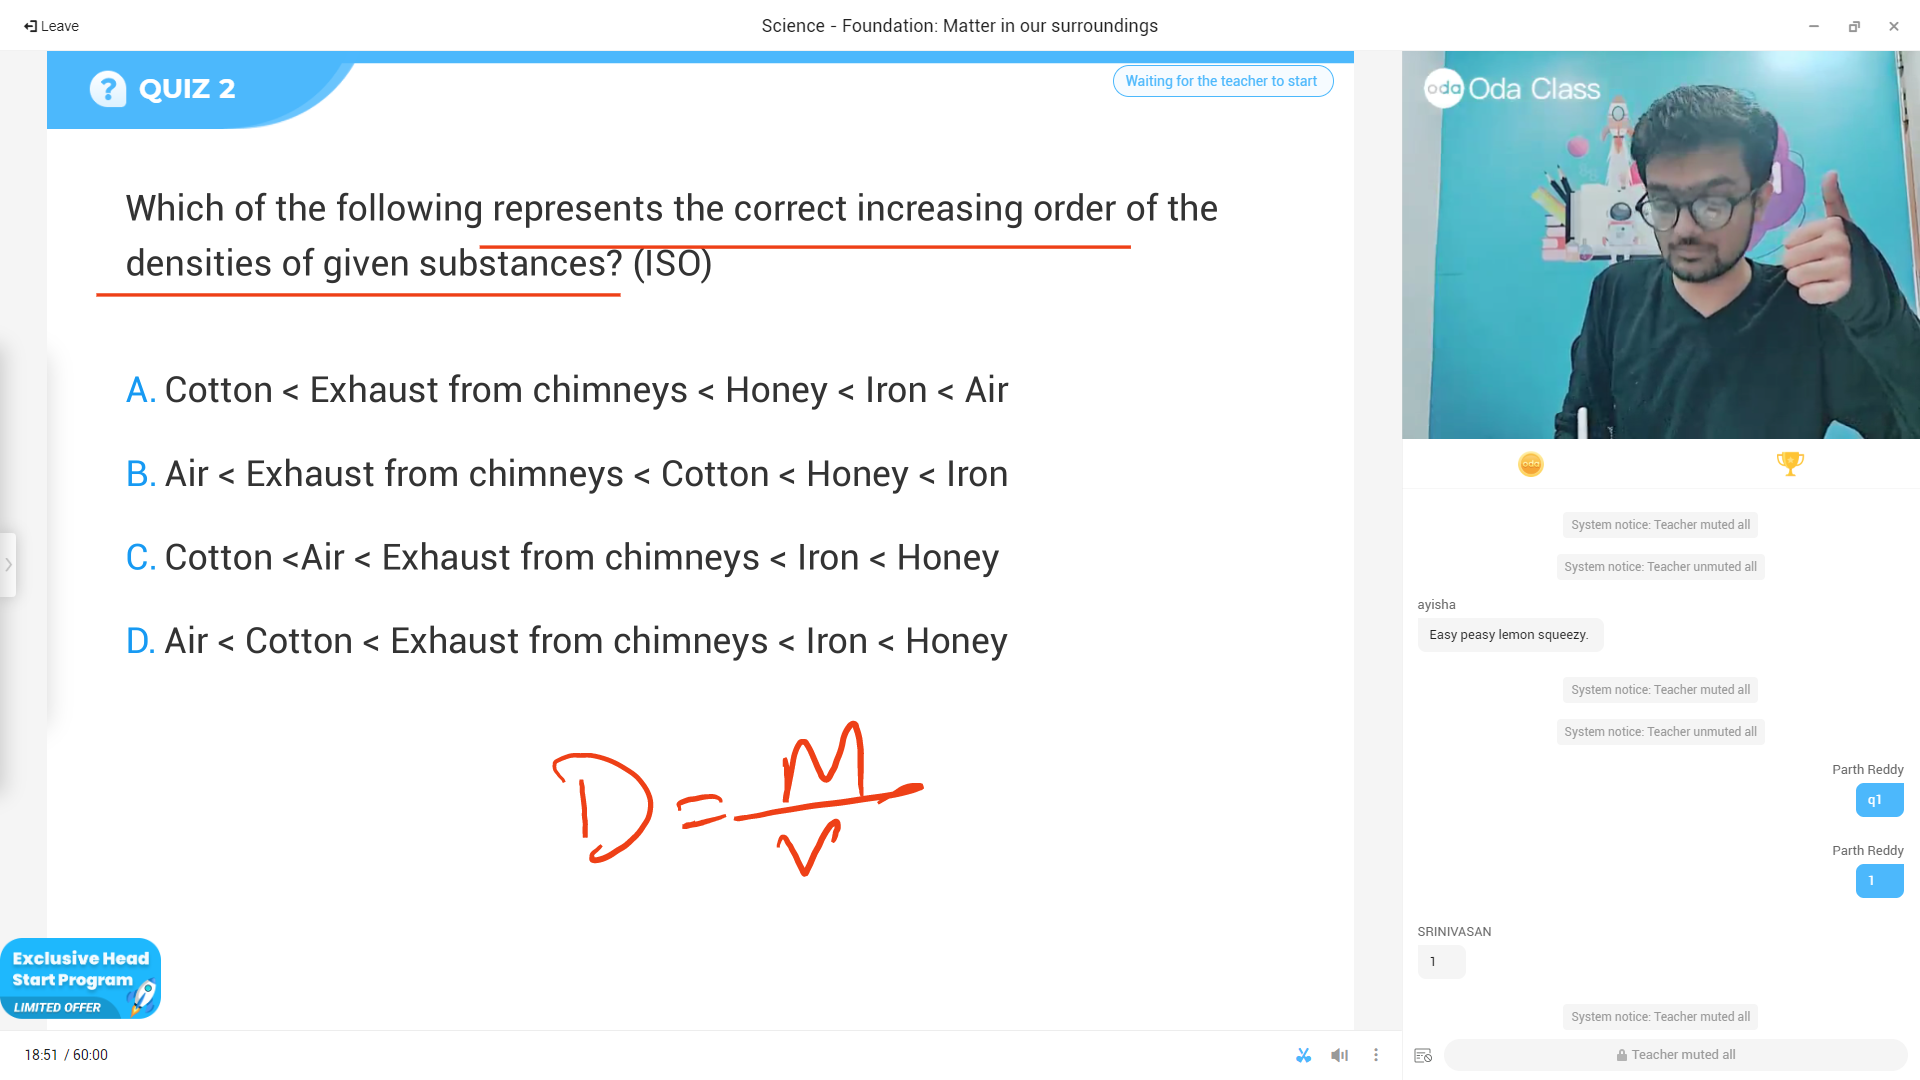 Leave
Science - Foundation: Matter in our surroundings
QUIZ 2
Waiting for the teacher to start
Which of the following represents the correct increasing order of the
densities of given substances? (ISO)
A. Cotton < Exhaust from chimneys < Honey < Iron < Air
B. Air < Exhaust from chimneys < Cotton < Honey < Iron
C. Cotton <Air < Exhaust from chimneys < Iron < Honey
D. Air < Cotton < Exhaust from chimneys < Iron < Honey
D = M
V
Exclusive Head
Start Program
LIMITED OFFER
18:51 / 60:00
oda Oda Class
oda
System notice: Teacher muted all
System notice: Teacher unmuted all
ayisha
Easy peasy lemon squeezy.
System notice: Teacher muted all
System notice: Teacher unmuted all
Parth Reddy
q1
Parth Reddy
1
SRINIVASAN
1
System notice: Teacher muted all
Teacher muted all